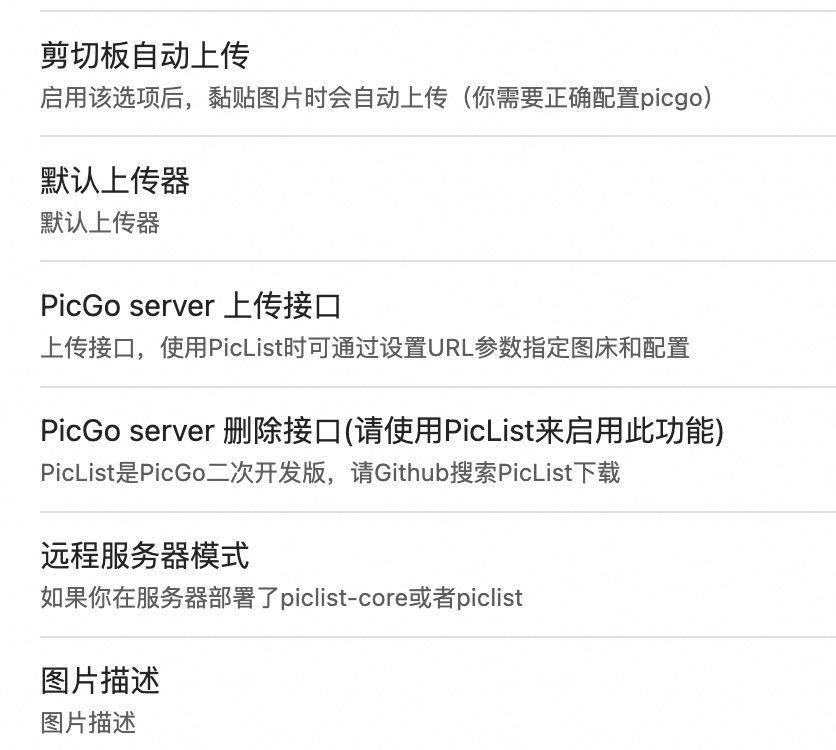 剪切板自动上传
启用该选项后，黏贴图片时会自动上传（你需要正确配置picgo）
默认上传器
默认上传器
PicGo server 上传接口
上传接口，使用PicList时可通过设置URL参数指定图床和配置
PicGo server 删除接口(请使用PicList来启用此功能)
PicList是PicGo二次开发版，请Github搜索PicList下载
远程服务器模式
如果你在服务器部署了piclist-core或者piclist
图片描述
图片描述